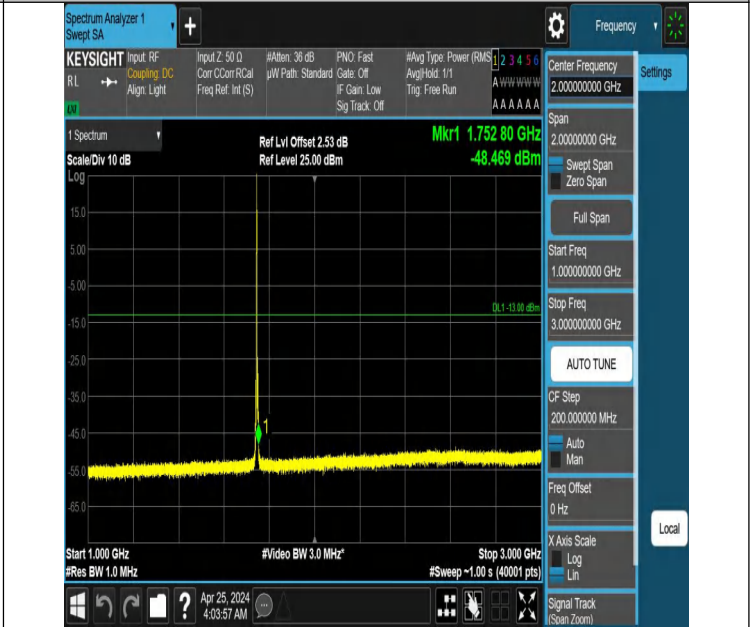 Spectrum Analyzer 1
Swept SA
Frequency
KEYSIGHT
RL
LXI
Input: RF
Coupling: DC
Align: Light
Input Z: 50 Ω
Corr CCorr RCal
Freq Ref: Int (S)
#Atten: 36 dB
µW Path: Standard
PNO: Fast
Gate: Off
IF Gain: Low
Sig Track: Off
#Avg Type: Power (RMS
Avg|Hold: 1/1
Trig: Free Run
1 2 3 4 5 6
A W W W W W
A A A A A A
1 Spectrum
Scale/Div 10 dB
Log
Ref Lvl Offset 2.53 dB
Ref Level 25.00 dBm
Mkr1 1.752 80 GHz
-48.469 dBm
15.0
5.00
-5.00
DL1 -13.00 dBm
-15.0
-25.0
-35.0
1
-45.0
-55.0
-65.0
Start 1.000 GHz
#Video BW 3.0 MHz*
Stop 3.000 GHz
#Res BW 1.0 MHz
#Sweep ~1.00 s (40001 pts)
?
Apr 25, 2024
4:03:57 AM
Center Frequency
2.000000000 GHz
Settings
Span
2.00000000 GHz
Swept Span
Zero Span
Full Span
Start Freq
1.000000000 GHz
Stop Freq
3.000000000 GHz
AUTO TUNE
CF Step
200.000000 MHz
Auto
Man
Freq Offset
0 Hz
Local
X Axis Scale
Log
Lin
Signal Track
(Span Zoom)